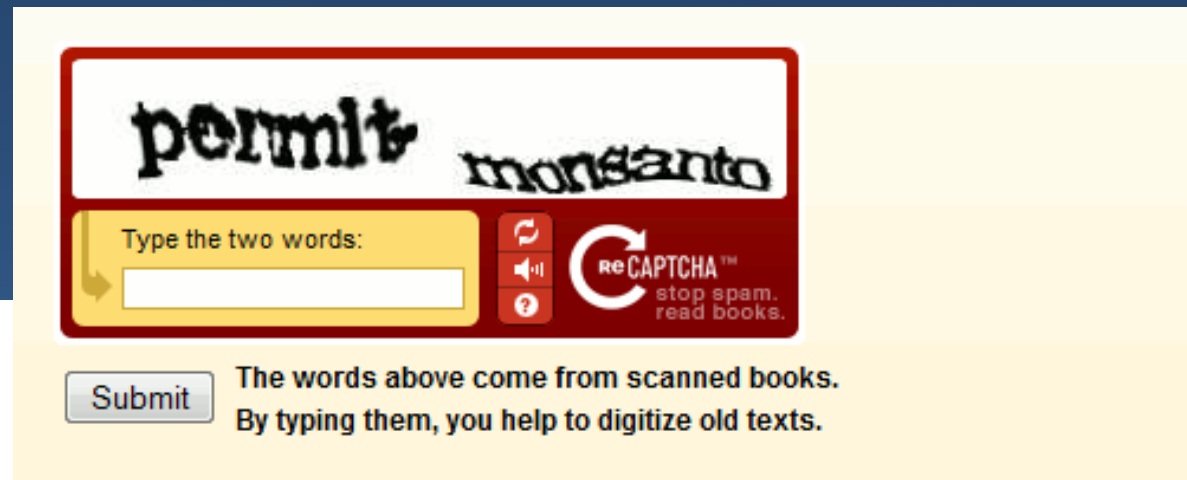 permit monsanto
Type the two words:
reCAPTCHA™
stop spam.
read books.
Submit
The words above come from scanned books.
By typing them, you help to digitize old texts.